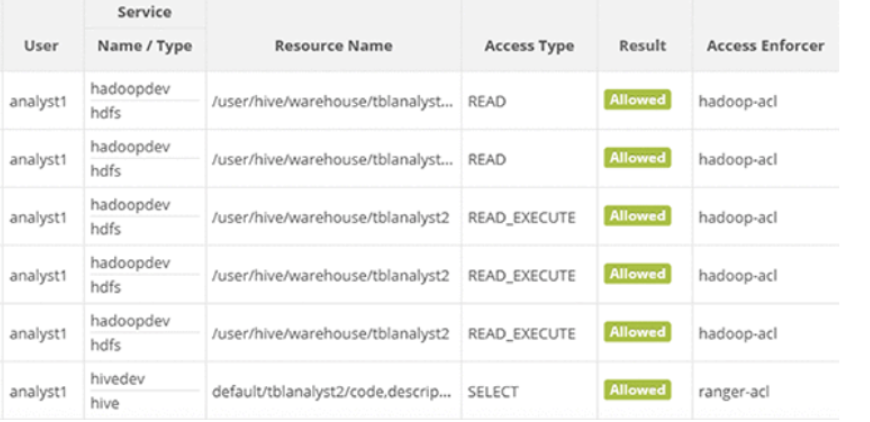 Service
User Name / Type Resource Name Access Type Result Access Enforcer
hadoopdev
analyst1 /user/hive/warehouse/tblanalyst... READ Allowed hadoop-acl
hdfs
hadoopdev
analyst1 /user/hive/warehouse/tblanalyst... READ Allowed hadoop-acl
hdfs
hadoopdev
analyst1 /user/hive/warehouse/tblanalyst2 READ_EXECUTE Allowed hadoop-acl
hdfs
hadoopdev
analyst1 /user/hive/warehouse/tblanalyst2 READ_EXECUTE Allowed hadoop-acl
hdfs
hadoopdev
analyst1 /user/hive/warehouse/tblanalyst2 READ_EXECUTE Allowed hadoop-acl
hdfs
hivedev
analyst1 default/tblanalyst2/code,descrip... SELECT Allowed ranger-acl
hive